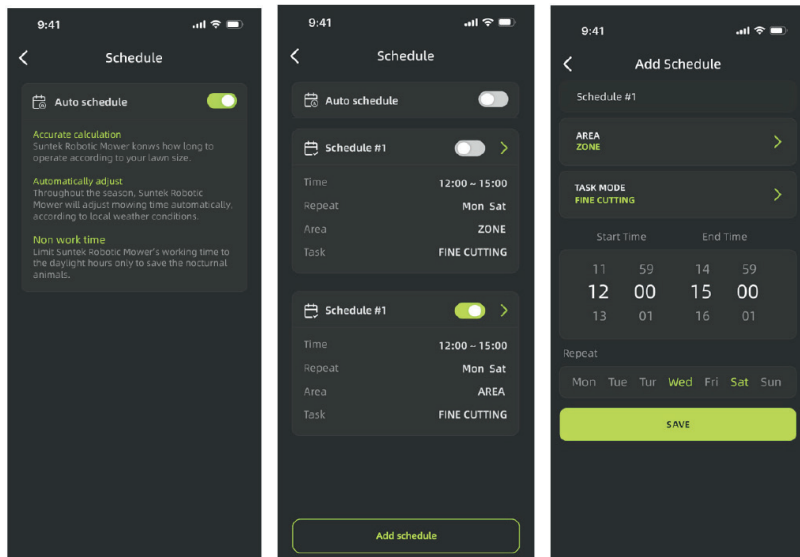 9:41
Schedule
Auto schedule
Accurate calculation
Suntek Robotic Mower konws how long to
operate according to your lawn size.
Automatically adjust
Throughout the season, Suntek Robotic
Mower will adjust mowing time automatically,
according to local weather conditions.
Non work time
Limit Suntek Robotic Mower's working time to
the daylight hours only to save the nocturnal
animals.
9:41
Schedule
Auto schedule
Schedule #1
Time 12:00 ~ 15:00
Repeat Mon Sat
Area ZONE
Task FINE CUTTING
Schedule #1
Time 12:00 ~ 15:00
Repeat Mon Sat
Area AREA
Task FINE CUTTING
Add schedule
9:41
Add Schedule
Schedule #1
AREA
ZONE
TASK MODE
FINE CUTTING
Start Time End Time
11 59 14 59
12 00 15 00
13 01 16 01
Repeat
Mon Tue Tur Wed Fri Sat Sun
SAVE